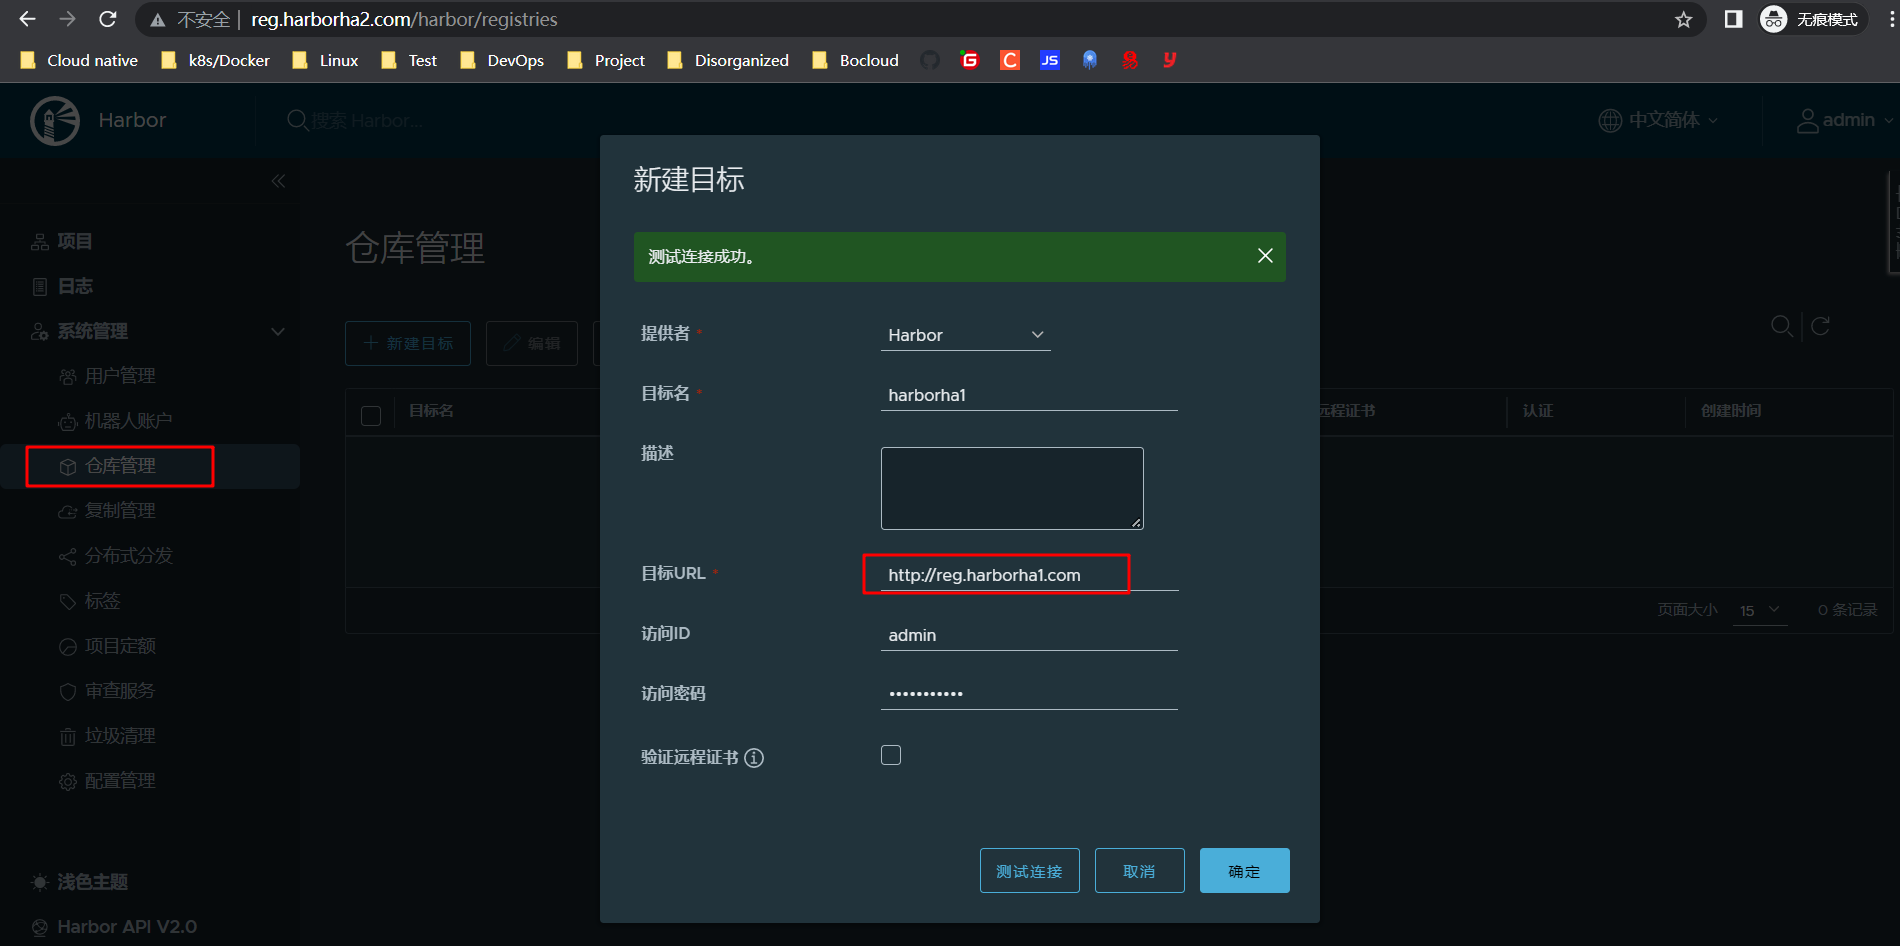 不安全 | reg.harborha2.com/harbor/registries
无痕模式
Cloud native
k8s/Docker
Linux
Test
DevOps
Project
Disorganized
Bocloud
G
C
JS
易
y
Harbor
搜索 Harbor...
中文简体
admin
项目
日志
系统管理
用户管理
机器人账户
仓库管理
复制管理
分布式分发
标签
项目定额
审查服务
垃圾清理
配置管理
浅色主题
Harbor API V2.0
仓库管理
新建目标
编辑
目标名
远程证书
认证
创建时间
页面大小
15
0 条记录
新建目标
测试连接成功。
提供者 *
Harbor
目标名 *
harborha1
描述
目标URL *
http://reg.harborha1.com
访问ID
admin
访问密码
•••••••••••
验证远程证书
测试连接
取消
确定